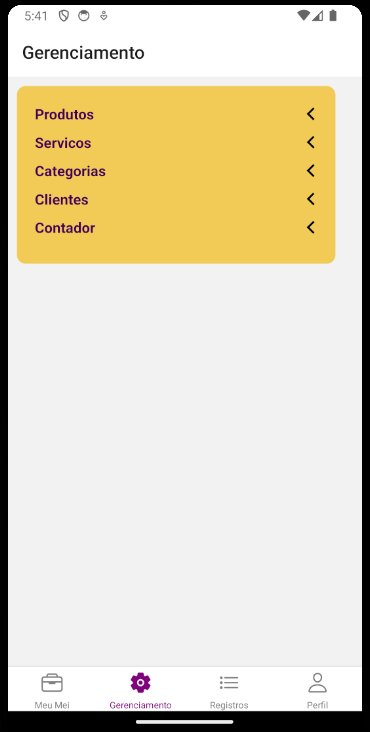 5:41
Gerenciamento
Produtos
Servicos
Categorias
Clientes
Contador
Meu Mei
Gerenciamento
Registros
Perfil